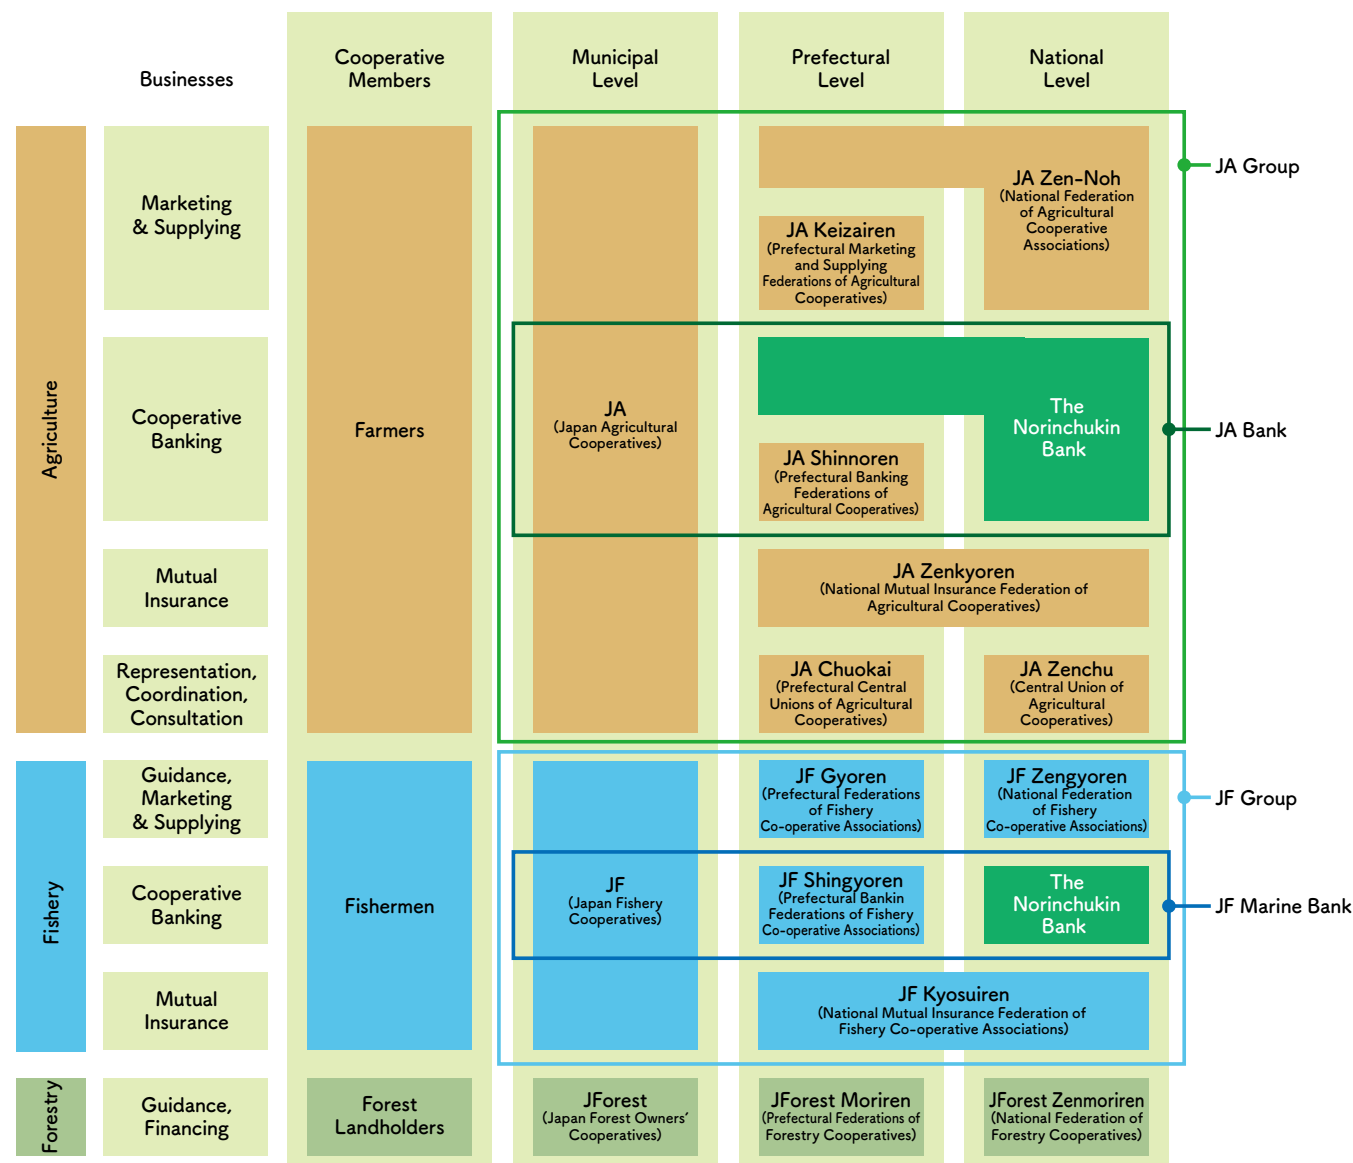 Businesses
Cooperative
Members
Municipal
Level
Prefectural
Level
National
Level
Agriculture
Marketing
& Supplying
Cooperative
Banking
Mutual
Insurance
Representation,
Coordination,
Consultation
Farmers
JA
(Japan Agricultural
Cooperatives)
JA Keizairen
(Prefectural Marketing
and Supplying
Federations of Agricultural
Cooperatives)
JA Zen-Noh
(National Federation
of Agricultural
Cooperative
Associations)
JA Shinnoren
(Prefectural Banking
Federations of
Agricultural Cooperatives)
The
Norinchukin
Bank
JA Zenkyoren
(National Mutual Insurance Federation of
Agricultural Cooperatives)
JA Chuokai
(Prefectural Central
Unions of Agricultural
Cooperatives)
JA Zenchu
(Central Union of
Agricultural
Cooperatives)
JA Group
JA Bank
Fishery
Guidance,
Marketing
& Supplying
Cooperative
Banking
Mutual
Insurance
Fishermen
JF
(Japan Fishery
Cooperatives)
JF Gyoren
(Prefectural Federations
of Fishery
Co-operative Associations)
JF Zengyoren
(National Federation
of Fishery
Co-operative Associations)
JF Shingyoren
(Prefectural Bankin
Federations of Fishery
Co-operative Associations)
The
Norinchukin
Bank
JF Kyosuiren
(National Mutual Insurance Federation of
Fishery Co-operative Associations)
JF Group
JF Marine Bank
Forestry
Guidance,
Financing
Forest
Landholders
JForest
(Japan Forest Owners'
Cooperatives)
JForest Moriren
(Prefectural Federations of
Forestry Cooperatives)
JForest Zenmoriren
(National Federation of
Forestry Cooperatives)